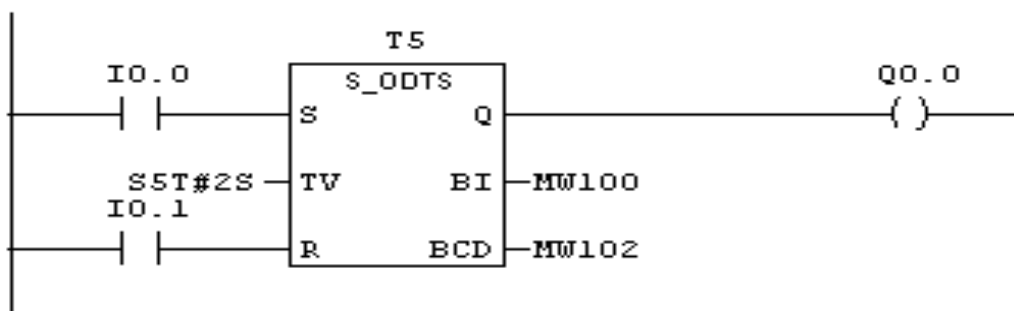 T5
I0.0
S_ODTS
Q0.0
S
Q
S5T#2S
TV
BI
MW100
I0.1
R
BCD
MW102